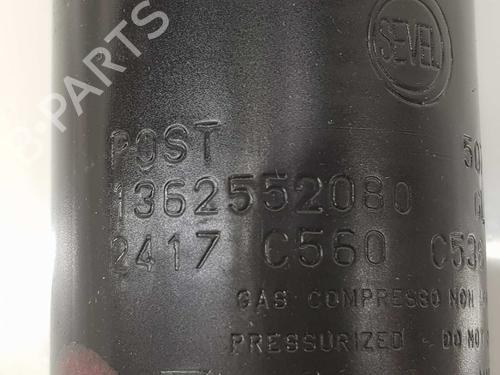 SEVEL
POST
1362552080
2417 C560
GAS COMPRESSO NON
PRESSURIZED - DO NOT
B-PARTS